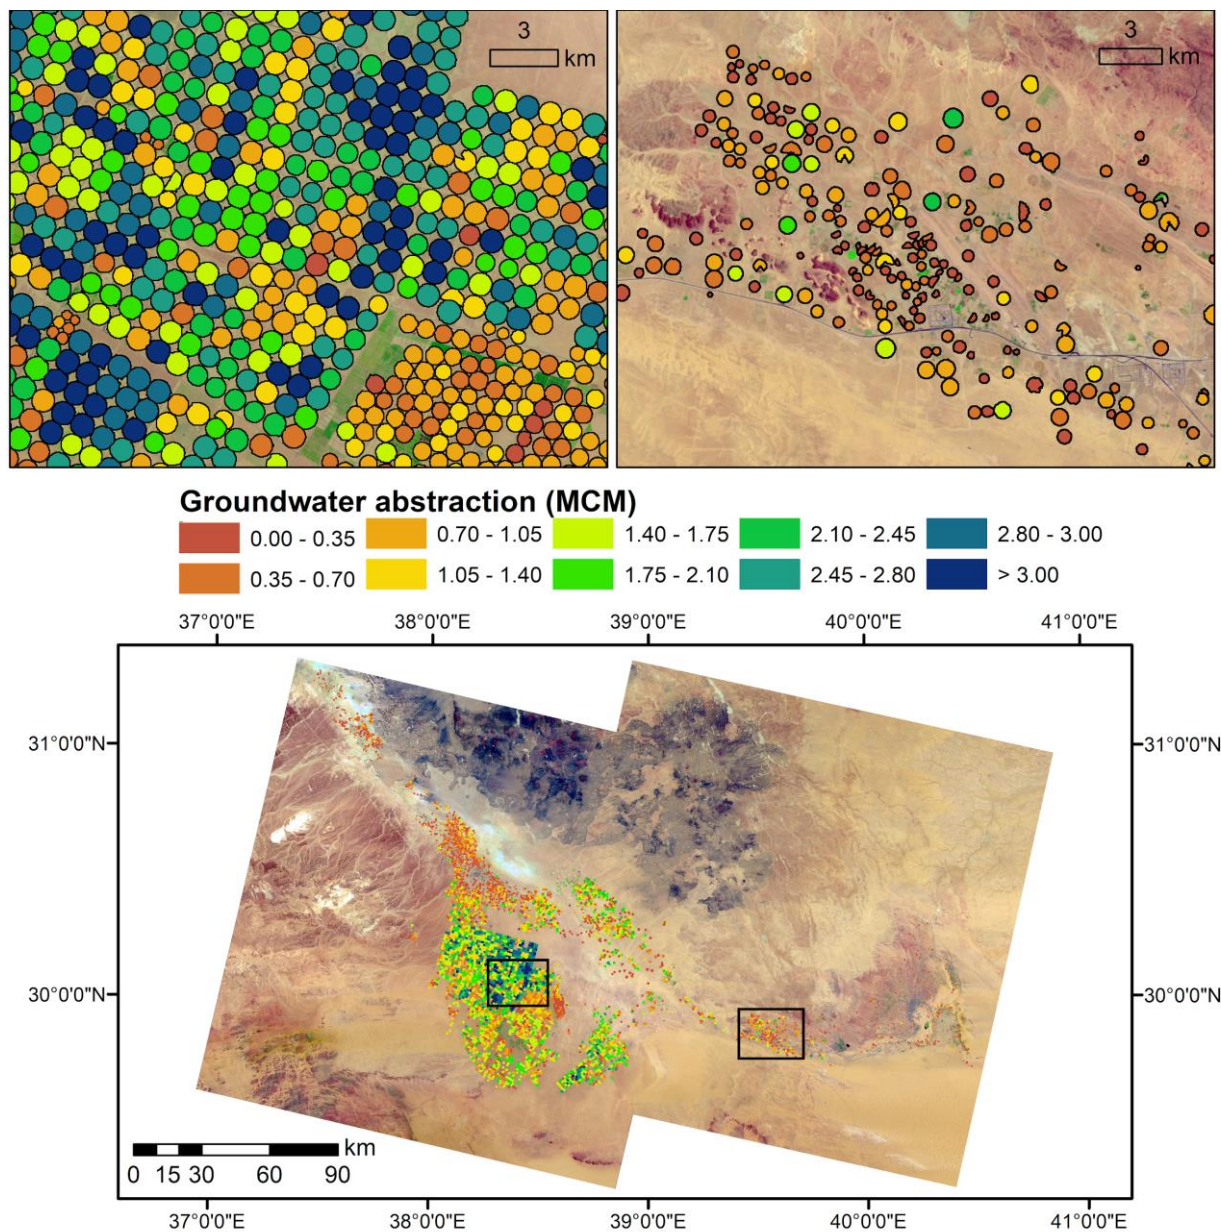 3
km
3
km
Groundwater abstraction (MCM)
0.00 - 0.35
0.70 - 1.05
1.40 - 1.75
2.10 - 2.45
2.80 - 3.00
0.35 - 0.70
1.05 - 1.40
1.75 - 2.10
2.45 - 2.80
> 3.00
37°0'0"E
38°0'0"E
39°0'0"E
40°0'0"E
41°0'0"E
31°0'0"N
31°0'0"N
30°0'0"N
30°0'0"N
km
0 15 30 60 90
37°0'0"E
38°0'0"E
39°0'0"E
40°0'0"E
41°0'0"E